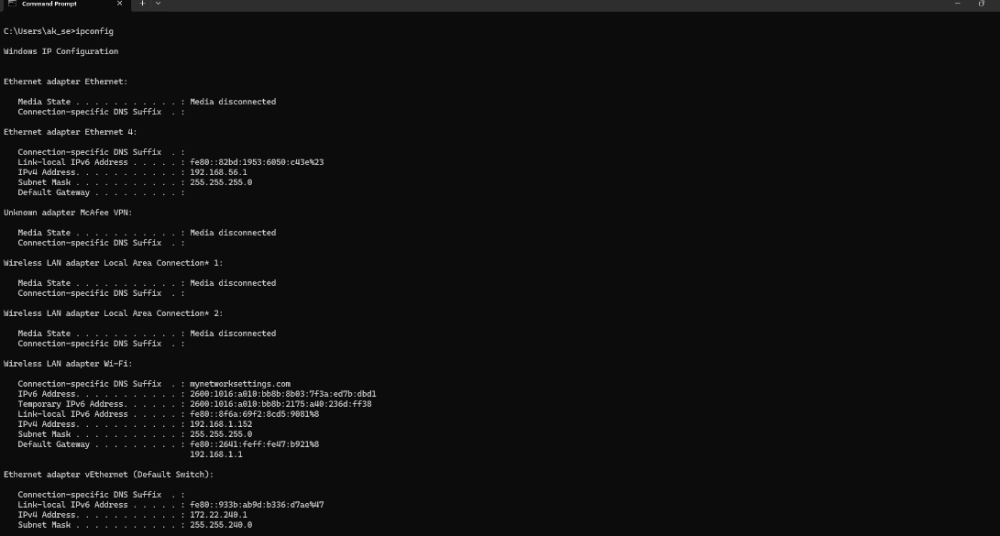 Command Prompt
C:\Users\ak_se>ipconfig
Windows IP Configuration
Ethernet adapter Ethernet:
Media State . . . . . . . . . . . : Media disconnected
Connection-specific DNS Suffix  . :
Ethernet adapter Ethernet 4:
Connection-specific DNS Suffix  . :
Link-local IPv6 Address . . . . . : fe80::82bd:1953:6050:c43e%23
IPv4 Address. . . . . . . . . . . : 192.168.56.1
Subnet Mask . . . . . . . . . . . : 255.255.255.0
Default Gateway . . . . . . . . . :
Unknown adapter McAfee VPN:
Media State . . . . . . . . . . . : Media disconnected
Connection-specific DNS Suffix  . :
Wireless LAN adapter Local Area Connection* 1:
Media State . . . . . . . . . . . : Media disconnected
Connection-specific DNS Suffix  . :
Wireless LAN adapter Local Area Connection* 2:
Media State . . . . . . . . . . . : Media disconnected
Connection-specific DNS Suffix  . :
Wireless LAN adapter Wi-Fi:
Connection-specific DNS Suffix  . : mynetworksettings.com
IPv6 Address. . . . . . . . . . . : 2600:1016:a010:bb8b:8b03:7f3a:ed7b:dbd1
Temporary IPv6 Address. . . . . . : 2600:1016:a010:bb8b:2175:a40:236d:ff38
Link-local IPv6 Address . . . . . : fe80::8f6a:69f2:8cd5:9081%8
IPv4 Address. . . . . . . . . . . : 192.168.1.152
Subnet Mask . . . . . . . . . . . : 255.255.255.0
Default Gateway . . . . . . . . . : fe80::2641:feff:fe47:b921%8
192.168.1.1
Ethernet adapter vEthernet (Default Switch):
Connection-specific DNS Suffix  . :
Link-local IPv6 Address . . . . . : fe80::933b:ab9d:b336:d7ae%47
IPv4 Address. . . . . . . . . . . : 172.22.240.1
Subnet Mask . . . . . . . . . . . : 255.255.240.0